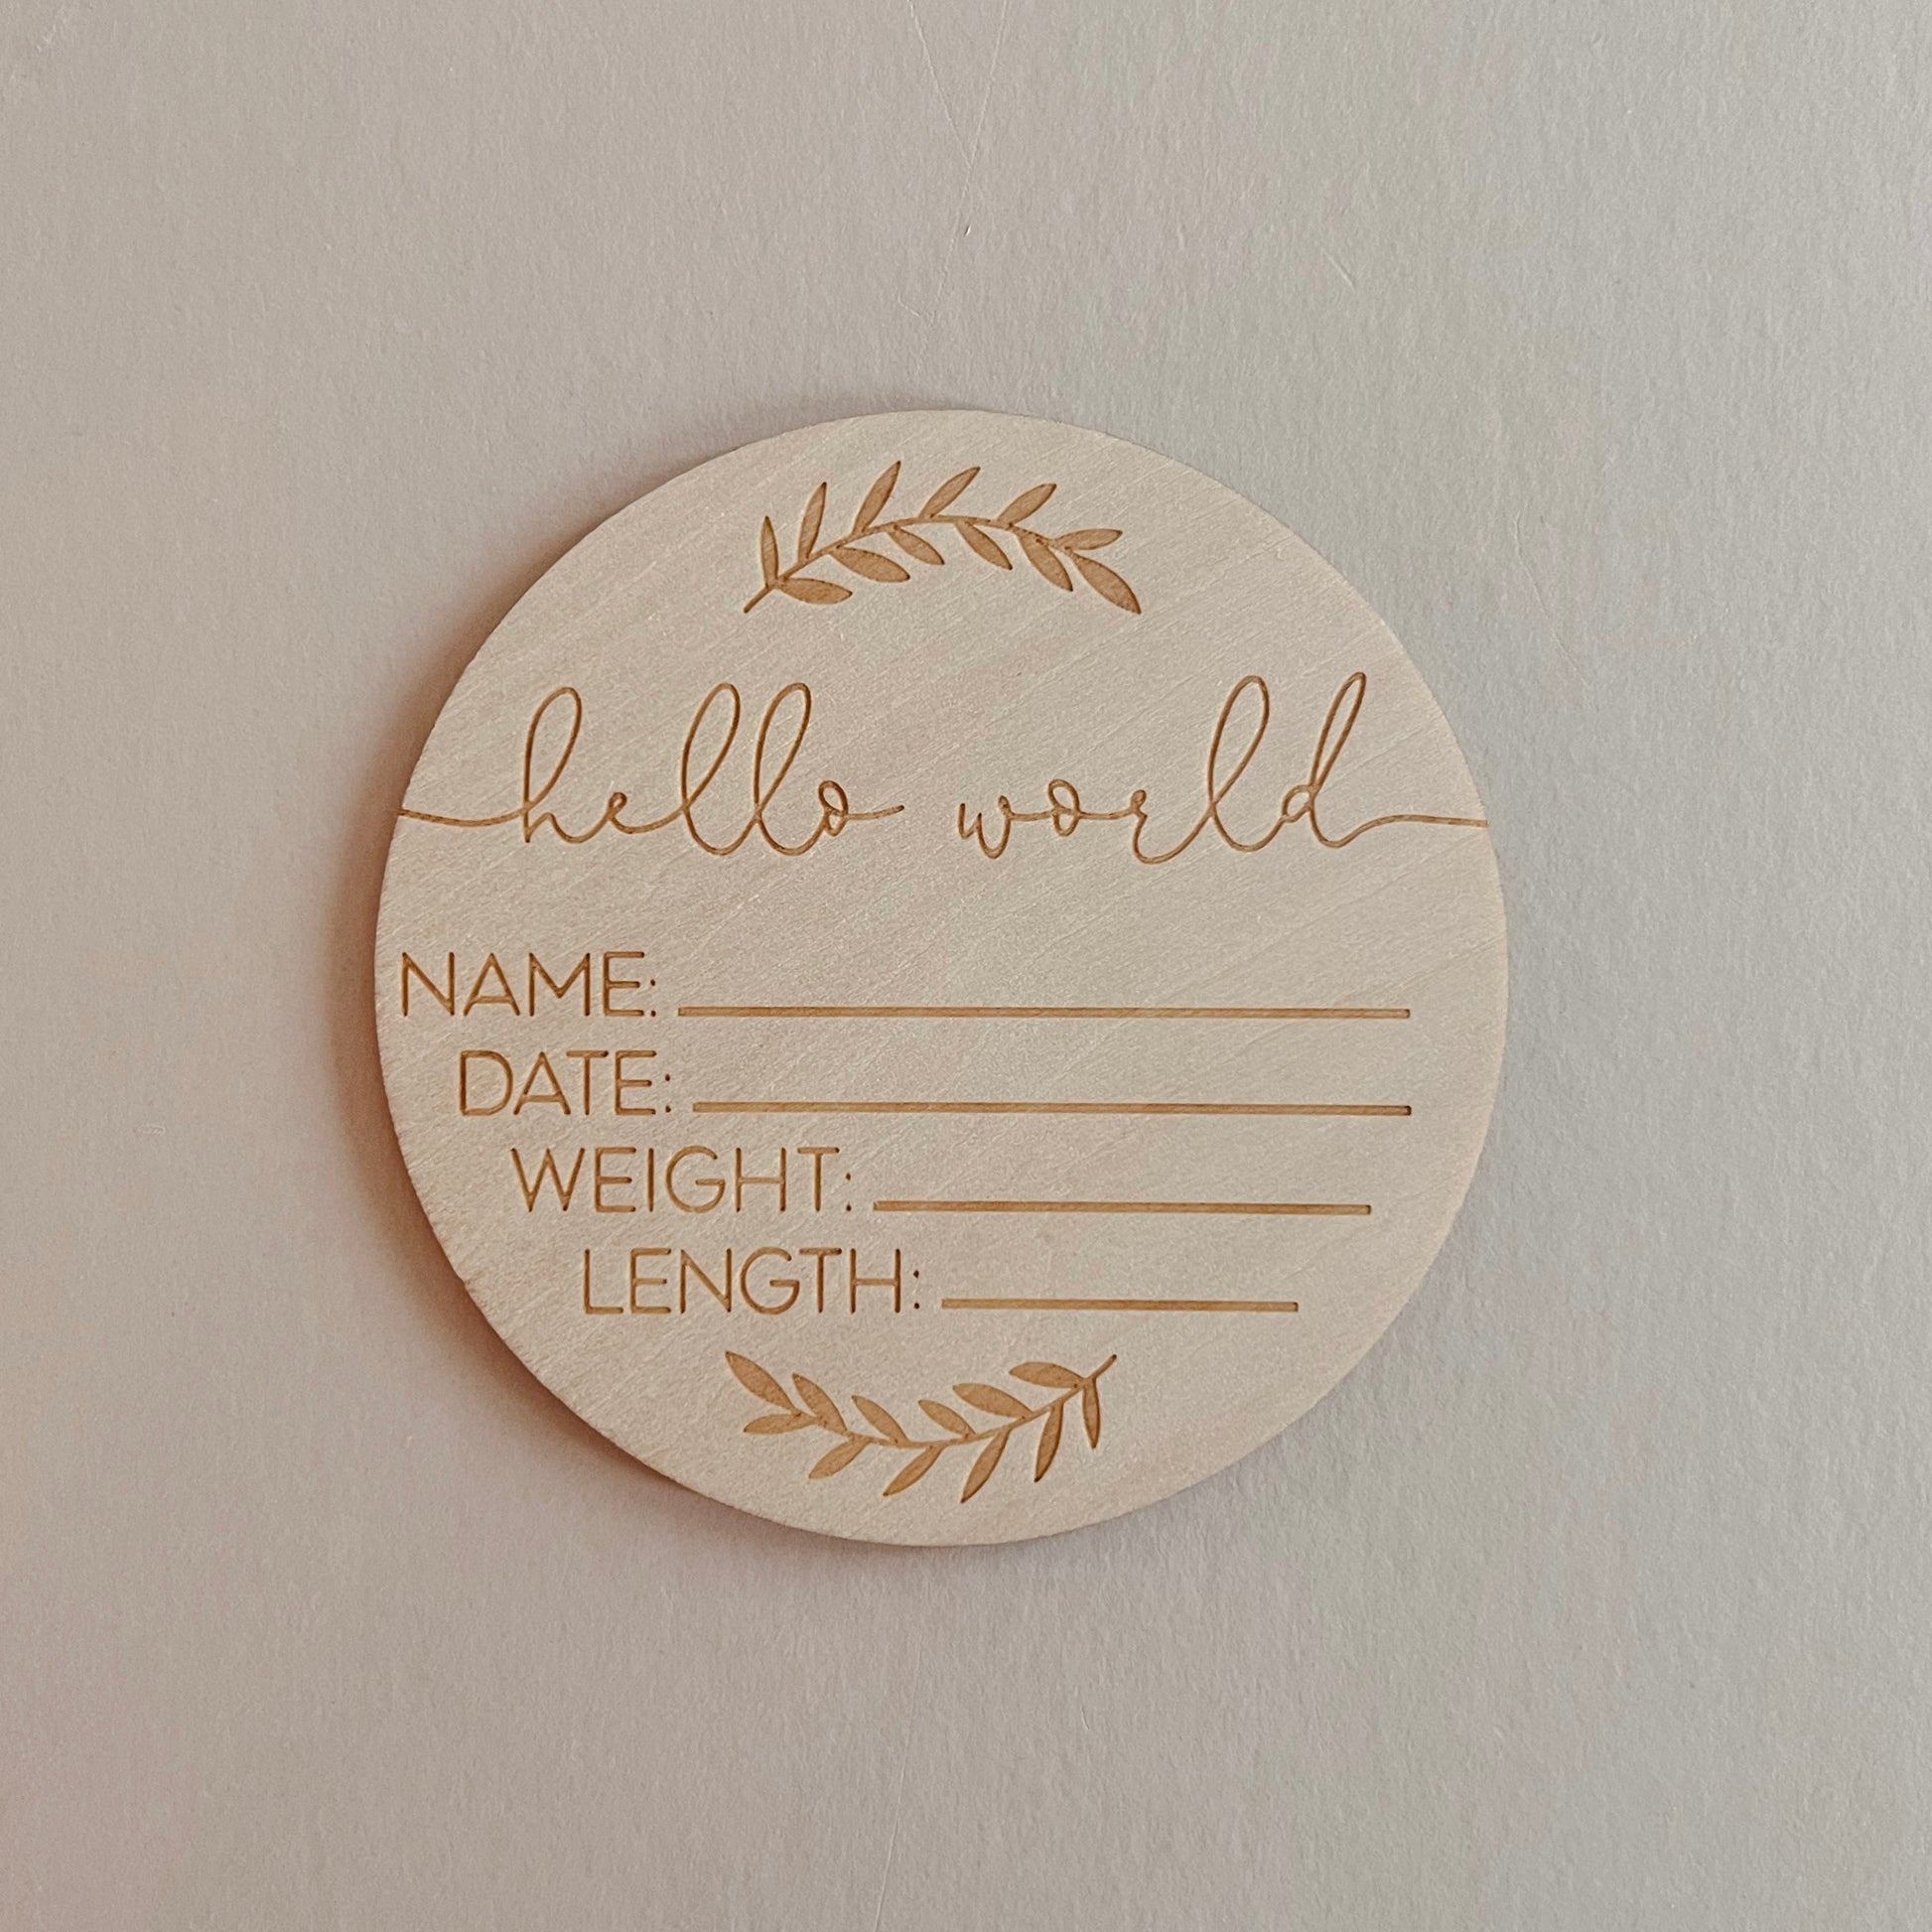 hello world
NAME:
DATE:
WEIGHT:
LENGTH: